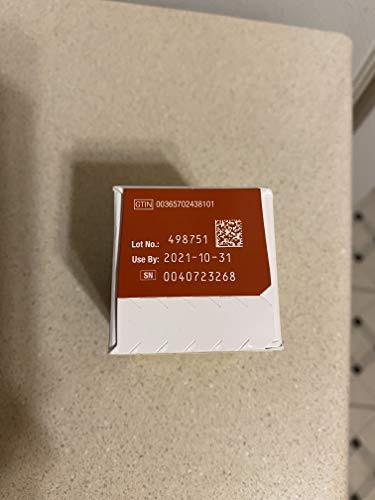 GTIN 00365702438101
Lot No.: 498751
Use By: 2021-10-31
SN 0040723268